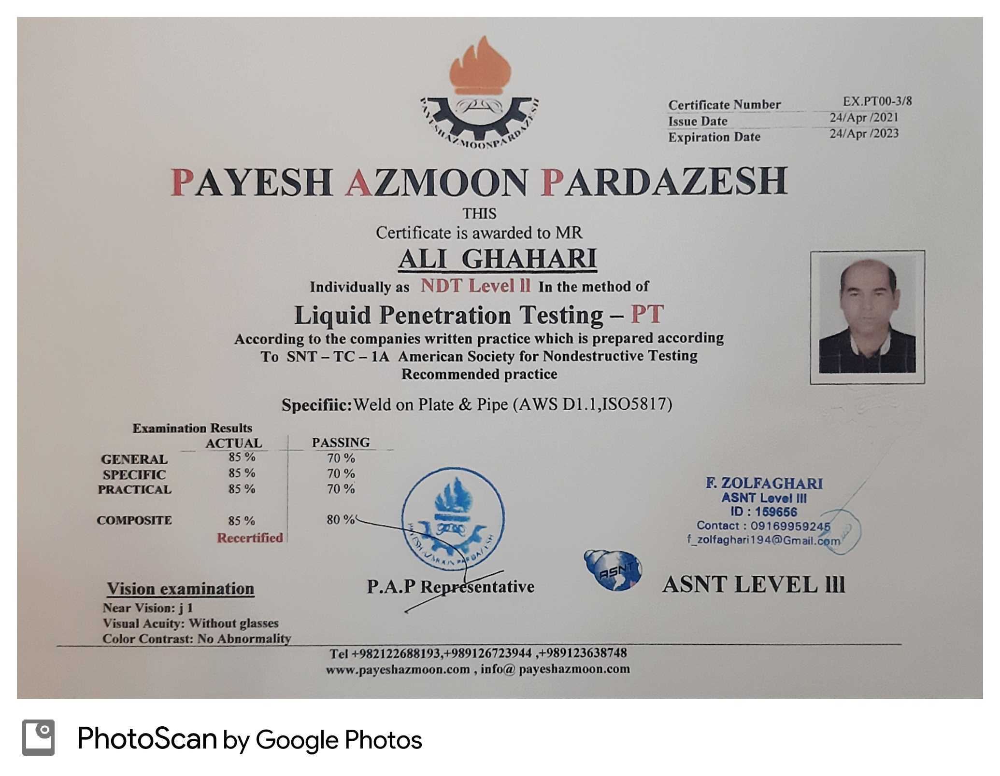 PAYESHAZMOONPARDAZESH
Certificate Number EX.PT00-3/8
Issue Date 24/Apr /2021
Expiration Date 24/Apr /2023
PAYESH AZMOON PARDAZESH
THIS
Certificate is awarded to MR
ALI GHAHARI
Individually as NDT Level ll In the method of
Liquid Penetration Testing – PT
According to the companies written practice which is prepared according
To SNT – TC – 1A American Society for Nondestructive Testing
Recommended practice
Specifiic:Weld on Plate & Pipe (AWS D1.1,ISO5817)
Examination Results
ACTUAL PASSING
GENERAL 85 % 70 %
SPECIFIC 85 % 70 %
PRACTICAL 85 % 70 %
COMPOSITE 85 % 80 %
Recertified
PAYESH AZMOON PARDAZESH
F. ZOLFAGHARI
ASNT Level III
ID : 159656
Contact : 09169959245
f_zolfaghari194@Gmail.com
P.A.P Representative
ASNT
ASNT LEVEL lll
Vision examination
Near Vision: j 1
Visual Acuity: Without glasses
Color Contrast: No Abnormality
Tel +982122688193,+989126723944 ,+989123638748
www.payeshazmoon.com , info@ payeshazmoon.com
PhotoScan by Google Photos